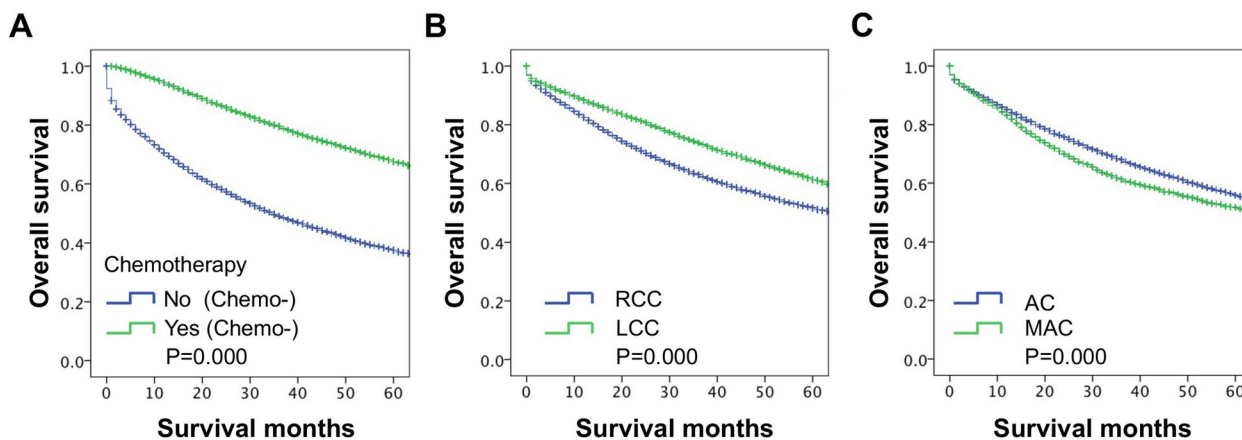 A
Overall survival
1.0
0.8
0.6
0.4
0.2
0.0
Chemotherapy
No (Chemo-)
Yes (Chemo-)
P=0.000
0 10 20 30 40 50 60
Survival months
B
Overall survival
1.0
0.8
0.6
0.4
0.2
0.0
RCC
LCC
P=0.000
0 10 20 30 40 50 60
Survival months
C
Overall survival
1.0
0.8
0.6
0.4
0.2
0.0
AC
MAC
P=0.000
0 10 20 30 40 50 60
Survival months